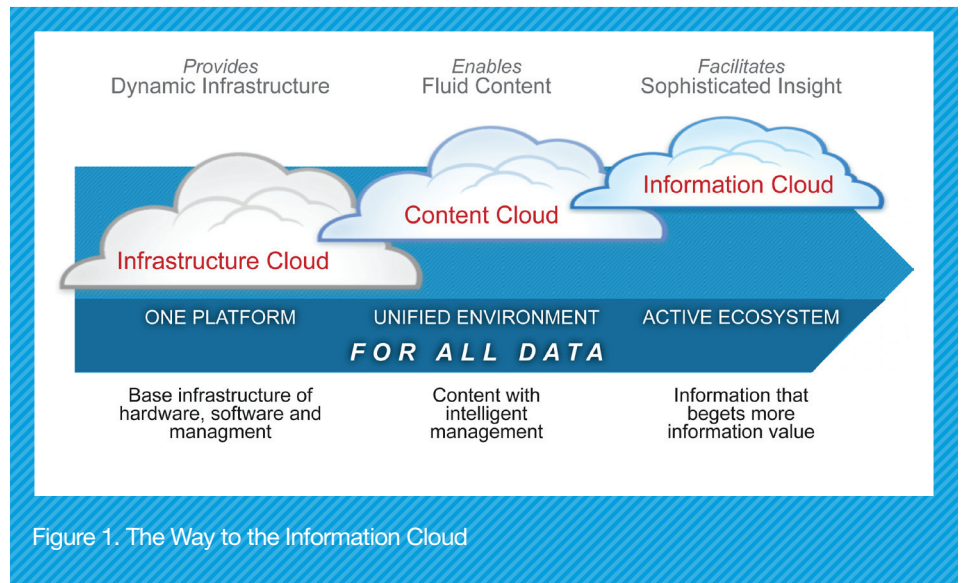 Provides
Dynamic Infrastructure
Enables
Fluid Content
Facilitates
Sophisticated Insight
Infrastructure Cloud
Content Cloud
Information Cloud
ONE PLATFORM
UNIFIED ENVIRONMENT
ACTIVE ECOSYSTEM
FOR ALL DATA
Base infrastructure of
hardware, software and
managment
Content with
intelligent
management
Information that
begets more
information value
Figure 1. The Way to the Information Cloud